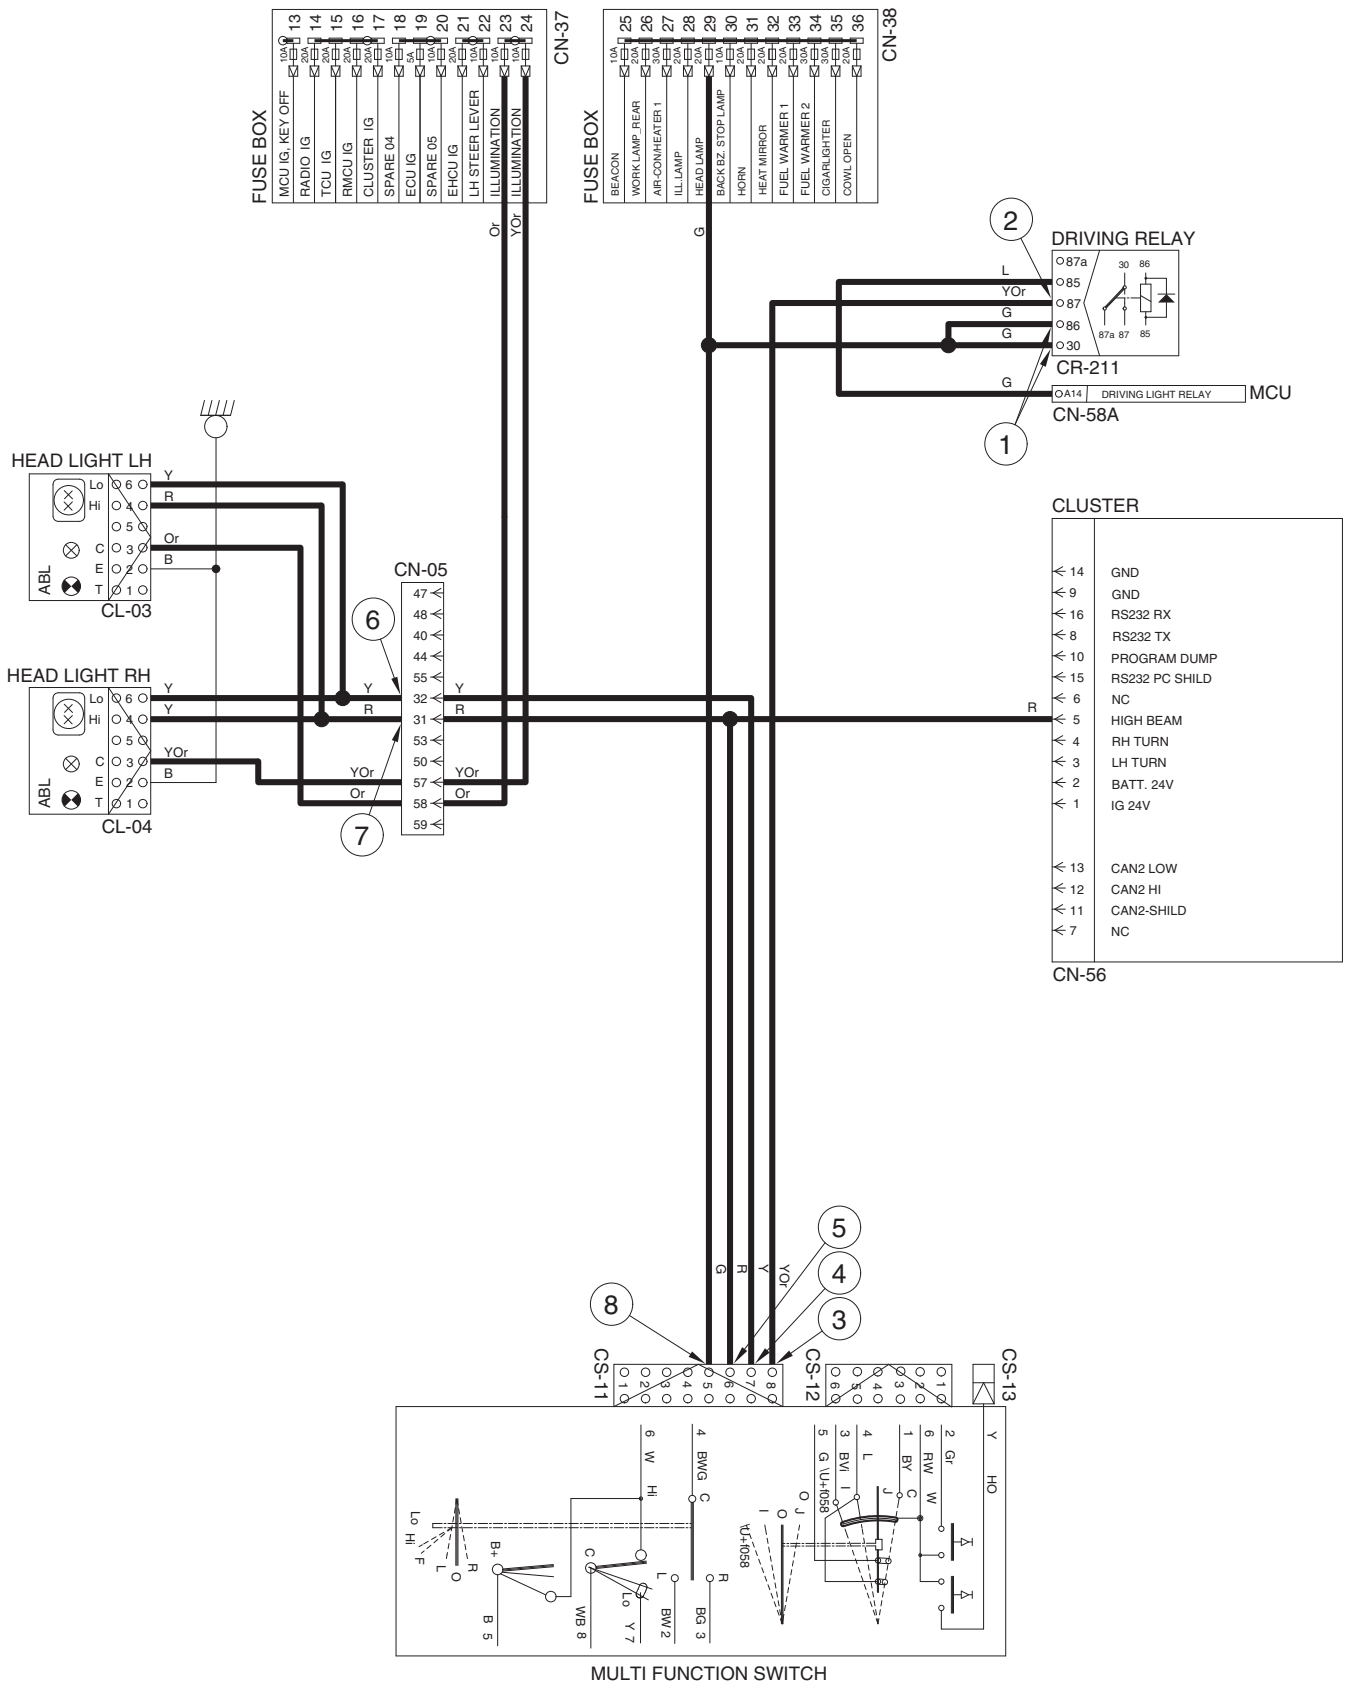 CN-37
13 14 15 16 17 18 19 20 21 22 23 24
10A 20A 20A 20A 20A 10A 5A 10A 20A 10A 10A 10A
FUSE BOX
MCU IG, KEY OFF
RADIO IG
TCU IG
RMCU IG
CLUSTER IG
SPARE 04
ECU IG
SPARE 05
EHCU IG
LH STEER LEVER
ILLUMINATION
ILLUMINATION
Or
YOr
CN-38
25 26 27 28 29 30 31 32 33 34 35 36
FUSE BOX
BEACON
WORK LAMP_REAR
AIR-CON/HEATER 1
ILL.LAMP
HEAD LAMP
BACK BZ. STOP LAMP
HORN
HEAT MIRROR
FUEL WARMER 1
FUEL WARMER 2
CIGARLIGHTER
COWL OPEN
G
2
DRIVING RELAY
87a
L 85
YOr 87
G 86
G 30
30 86
87a 87 85
CR-211
G A14 DRIVING LIGHT RELAY MCU
CN-58A
1
HEAD LIGHT LH
Lo 6 Y
Hi 4 R
5
C 3 Or
E 2 B
T 1
ABL
CL-03
HEAD LIGHT RH
Lo 6 Y
Hi 4 Y
5
C 3 YOr
E 2 B
T 1
ABL
CL-04
CN-05
47
48
40
44
55
Y 32 Y
R 31 R
53
50
YOr 57 YOr
Or 58 Or
59
6
7
CLUSTER
14 GND
9 GND
16 RS232 RX
8 RS232 TX
10 PROGRAM DUMP
15 RS232 PC SHILD
6 NC
R 5 HIGH BEAM
4 RH TURN
3 LH TURN
2 BATT. 24V
1 IG 24V
13 CAN2 LOW
12 CAN2 HI
11 CAN2-SHILD
7 NC
CN-56
G R Y YOr
5
4
3
8
CS-11
1 2 3 4 5 6 7 8
CS-12
6 5 4 3 2 1
CS-13
6 W Hi
4 BWG C
5 G \U+f058
3 BVi I
4 L
J
1 BY C
6 RW W
2 Gr
Y HO
Lo Hi F L O R
B+
B 5
C
WB 8
Lo
Y 7
L
BW 2
R
BG 3
\U+f058 I O J O
MULTI FUNCTION SWITCH